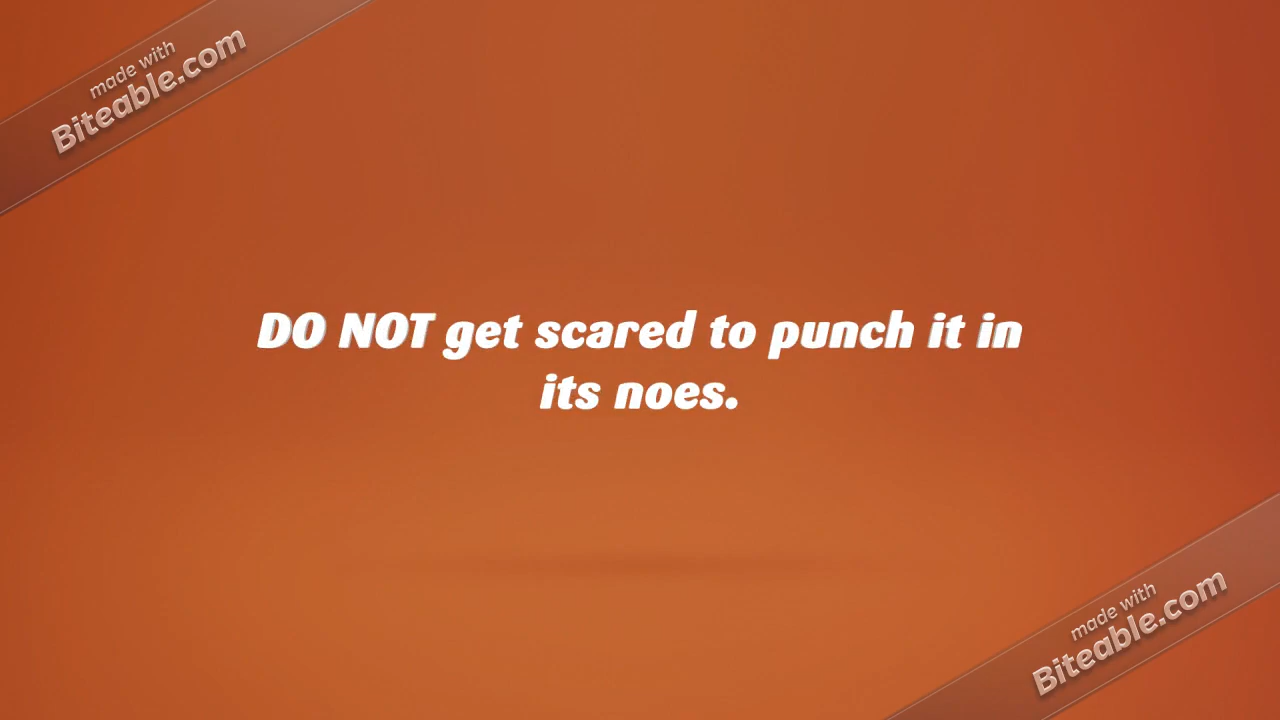 made with
Biteable.com
DO NOT get scared to punch it in
its noes.
made with
Biteable.com